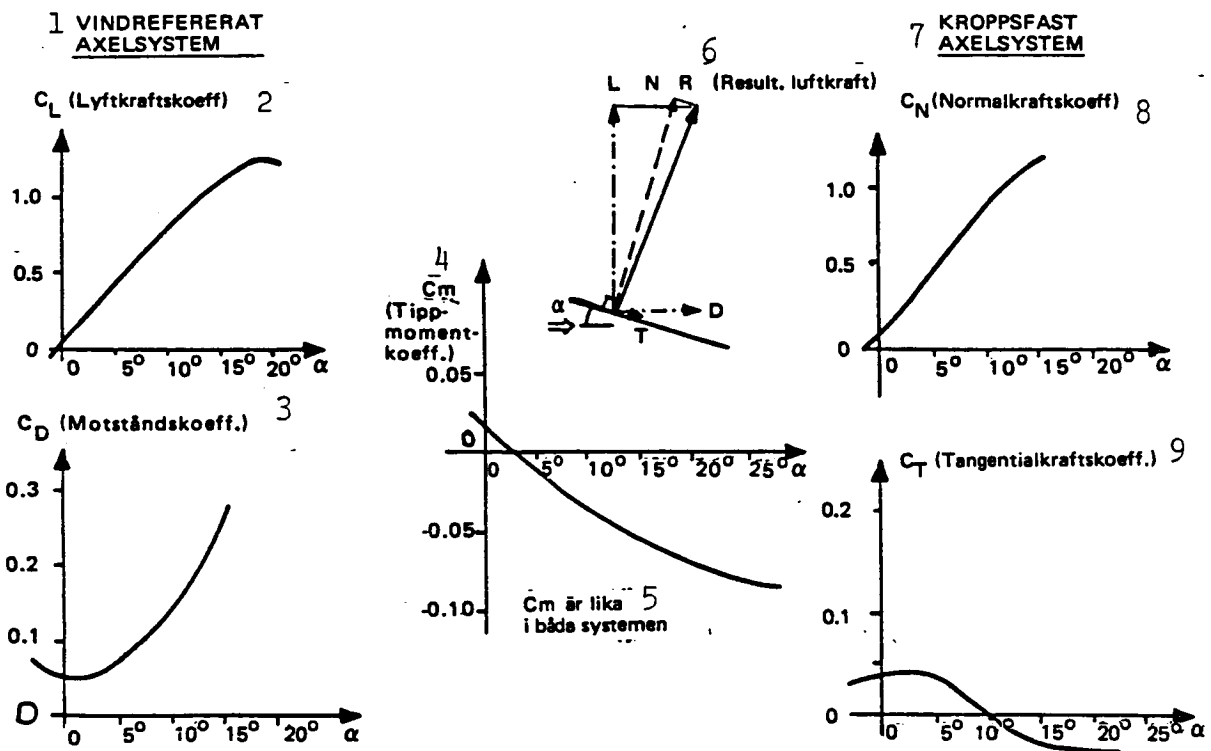 1 VINDREFERERAT
AXELSYSTEM
C_L (Lyftkraftskoeff) 2
1.0
0.5
0
0 5° 10° 15° 20° α
C_D (Motståndskoeff.) 3
0.3
0.2
0.1
0
0 5° 10° 15° 20°
6
L N R (Result. luftkraft)
α
D
T
4
Cm
(Tipp-
moment-
koeff.)
0.05
0
0 5° 10° 15° 20° 25° α
-0.05
-0.10
Cm är lika 5
i båda systemen
7 KROPPSFAST
AXELSYSTEM
C_N (Normalkraftskoeff) 8
1.0
0.5
0
0 5° 10° 15° 20° α
C_T (Tangentialkraftskoeff.) 9
0.2
0.1
0
0 5° 10° 15° 20° 25° α